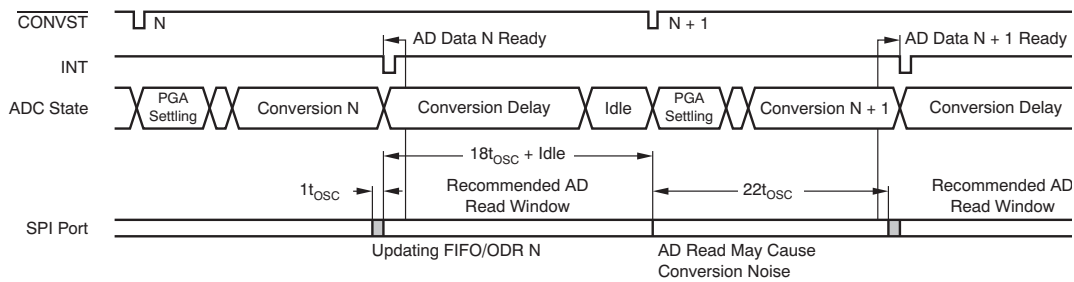 CONVST N N + 1
AD Data N Ready AD Data N + 1 Ready
INT
ADC State PGA Settling Conversion N Conversion Delay Idle PGA Settling Conversion N + 1 Conversion Delay
18tOSC + Idle
1tOSC Recommended AD Read Window 22tOSC Recommended AD Read Window
SPI Port
Updating FIFO/ODR N AD Read May Cause Conversion Noise